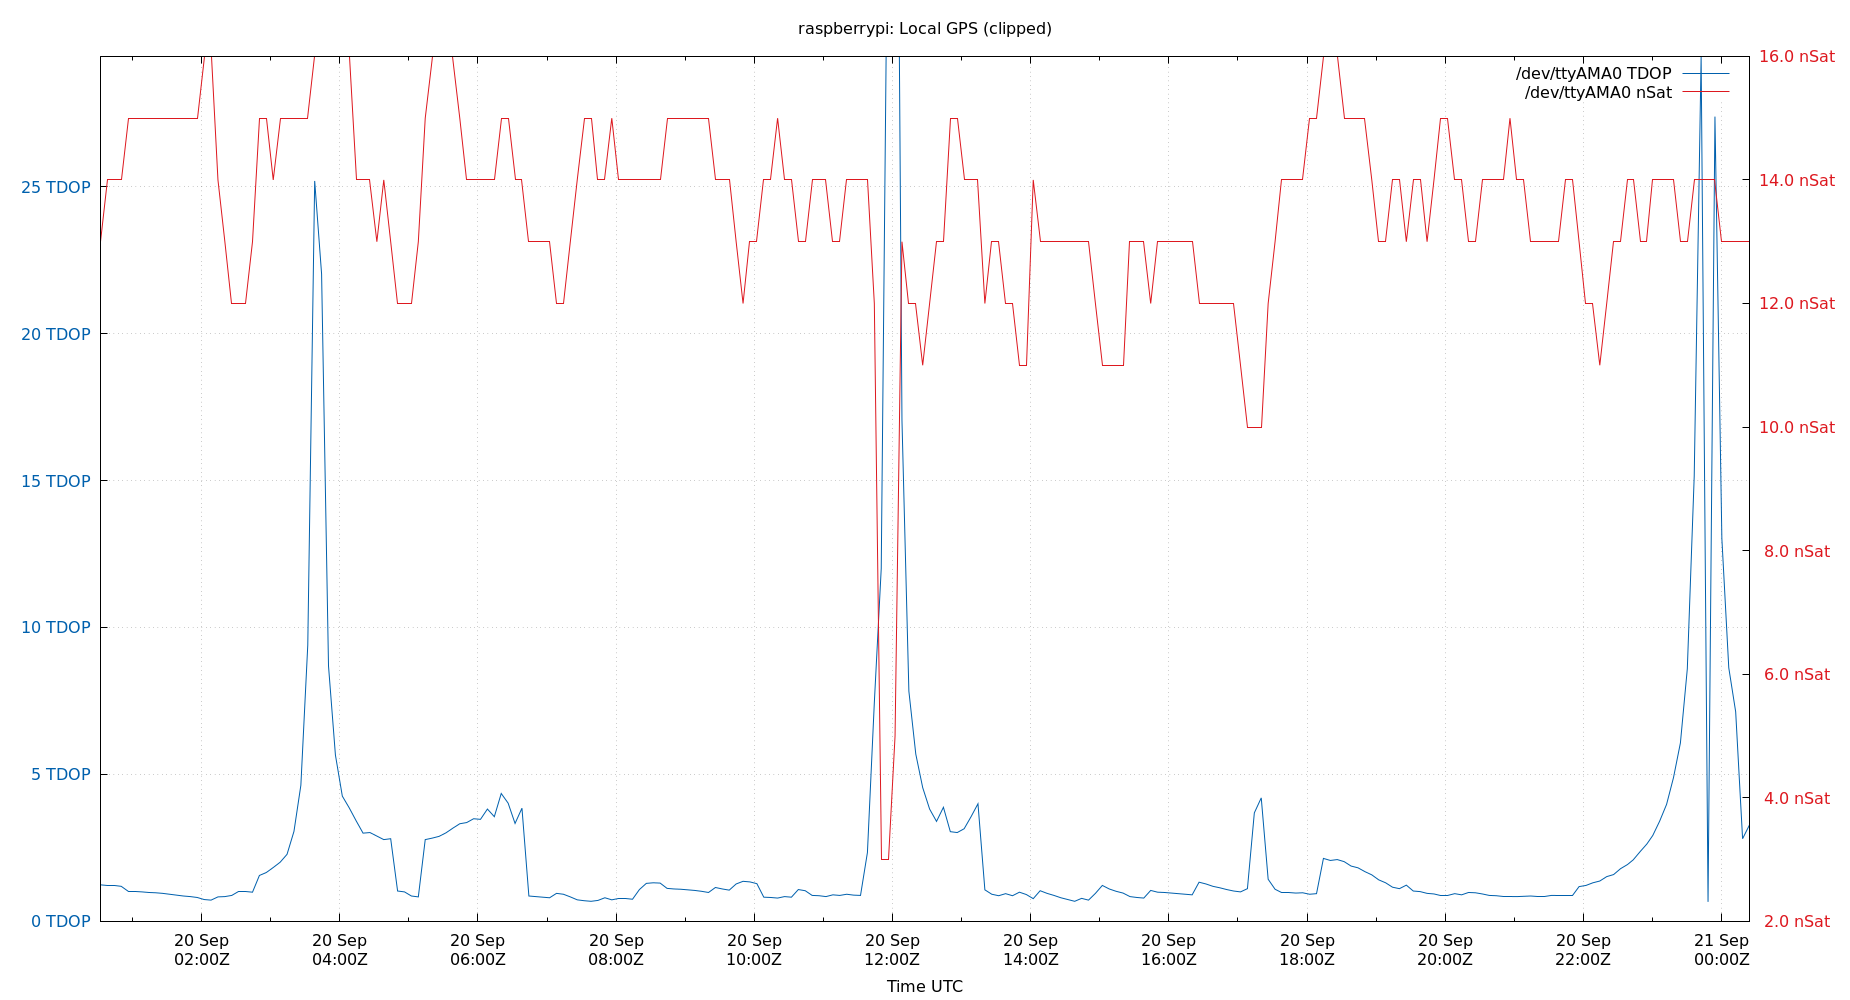 raspberrypi: Local GPS (clipped)
/dev/ttyAMA0 TDOP
/dev/ttyAMA0 nSat
25 TDOP
20 TDOP
15 TDOP
10 TDOP
5 TDOP
0 TDOP
16.0 nSat
14.0 nSat
12.0 nSat
10.0 nSat
8.0 nSat
6.0 nSat
4.0 nSat
2.0 nSat
20 Sep 20 Sep 20 Sep 20 Sep 20 Sep 20 Sep 20 Sep 20 Sep 20 Sep 20 Sep 20 Sep 21 Sep
02:00Z 04:00Z 06:00Z 08:00Z 10:00Z 12:00Z 14:00Z 16:00Z 18:00Z 20:00Z 22:00Z 00:00Z
Time UTC